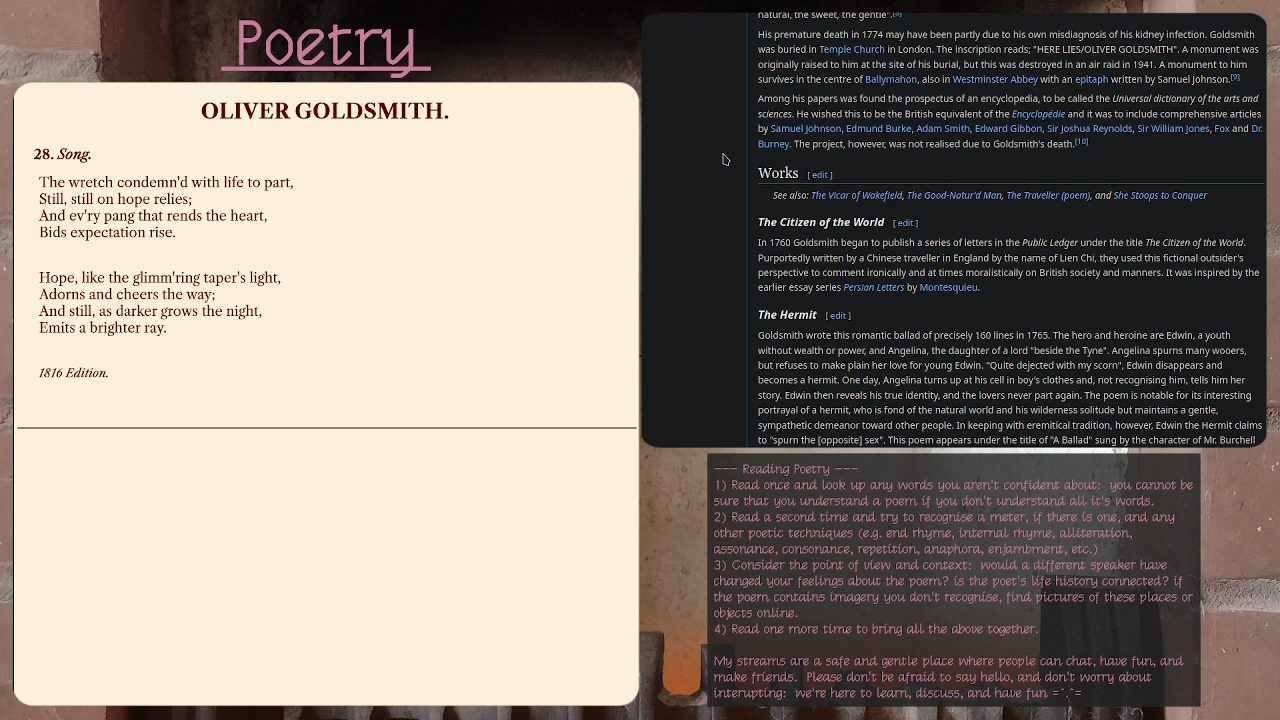 Poetry
OLIVER GOLDSMITH.
28. Song.
The wretch condemn'd with life to part,
Still, still on hope relies;
And ev'ry pang that rends the heart,
Bids expectation rise.
Hope, like the glimm'ring taper's light,
Adorns and cheers the way;
And still, as darker grows the night,
Emits a brighter ray.
1816 Edition.
natural, the sweet, the gentle".[8]
His premature death in 1774 may have been partly due to his own misdiagnosis of his kidney infection. Goldsmith
was buried in Temple Church in London. The inscription reads; "HERE LIES/OLIVER GOLDSMITH". A monument was
originally raised to him at the site of his burial, but this was destroyed in an air raid in 1941. A monument to him
survives in the centre of Ballymahon, also in Westminster Abbey with an epitaph written by Samuel Johnson.[9]
Among his papers was found the prospectus of an encyclopedia, to be called the Universal dictionary of the arts and
sciences. He wished this to be the British equivalent of the Encyclopédie and it was to include comprehensive articles
by Samuel Johnson, Edmund Burke, Adam Smith, Edward Gibbon, Sir Joshua Reynolds, Sir William Jones, Fox and Dr.
Burney. The project, however, was not realised due to Goldsmith's death.[10]
Works [ edit ]
See also: The Vicar of Wakefield, The Good-Natur'd Man, The Traveller (poem), and She Stoops to Conquer
The Citizen of the World [ edit ]
In 1760 Goldsmith began to publish a series of letters in the Public Ledger under the title The Citizen of the World.
Purportedly written by a Chinese traveller in England by the name of Lien Chi, they used this fictional outsider's
perspective to comment ironically and at times moralistically on British society and manners. It was inspired by the
earlier essay series Persian Letters by Montesquieu.
The Hermit [ edit ]
Goldsmith wrote this romantic ballad of precisely 160 lines in 1765. The hero and heroine are Edwin, a youth
without wealth or power, and Angelina, the daughter of a lord "beside the Tyne". Angelina spurns many wooers,
but refuses to make plain her love for young Edwin. "Quite dejected with my scorn", Edwin disappears and
becomes a hermit. One day, Angelina turns up at his cell in boy's clothes and, not recognising him, tells him her
story. Edwin then reveals his true identity, and the lovers never part again. The poem is notable for its interesting
portrayal of a hermit, who is fond of the natural world and his wilderness solitude but maintains a gentle,
sympathetic demeanor toward other people. In keeping with eremitical tradition, however, Edwin the Hermit claims
to "spurn the [opposite] sex". This poem appears under the title of "A Ballad" sung by the character of Mr. Burchell
--- Reading Poetry ---
1) Read once and look up any words you aren't confident about: you cannot be
sure that you understand a poem if you don't understand all it's words.
2) Read a second time and try to recognise a meter, if there is one, and any
other poetic techniques (e.g. end rhyme, internal rhyme, alliteration,
assonance, consonance, repetition, anaphora, enjambment, etc.)
3) Consider the point of view and context: would a different speaker have
changed your feelings about the poem? is the poet's life history connected? if
the poem contains imagery you don't recognise, find pictures of these places or
objects online.
4) Read one more time to bring all the above together.
My streams are a safe and gentle place where people can chat, have fun, and
make friends. Please don't be afraid to say hello, and don't worry about
interupting: we're here to learn, discuss, and have fun =^.^=